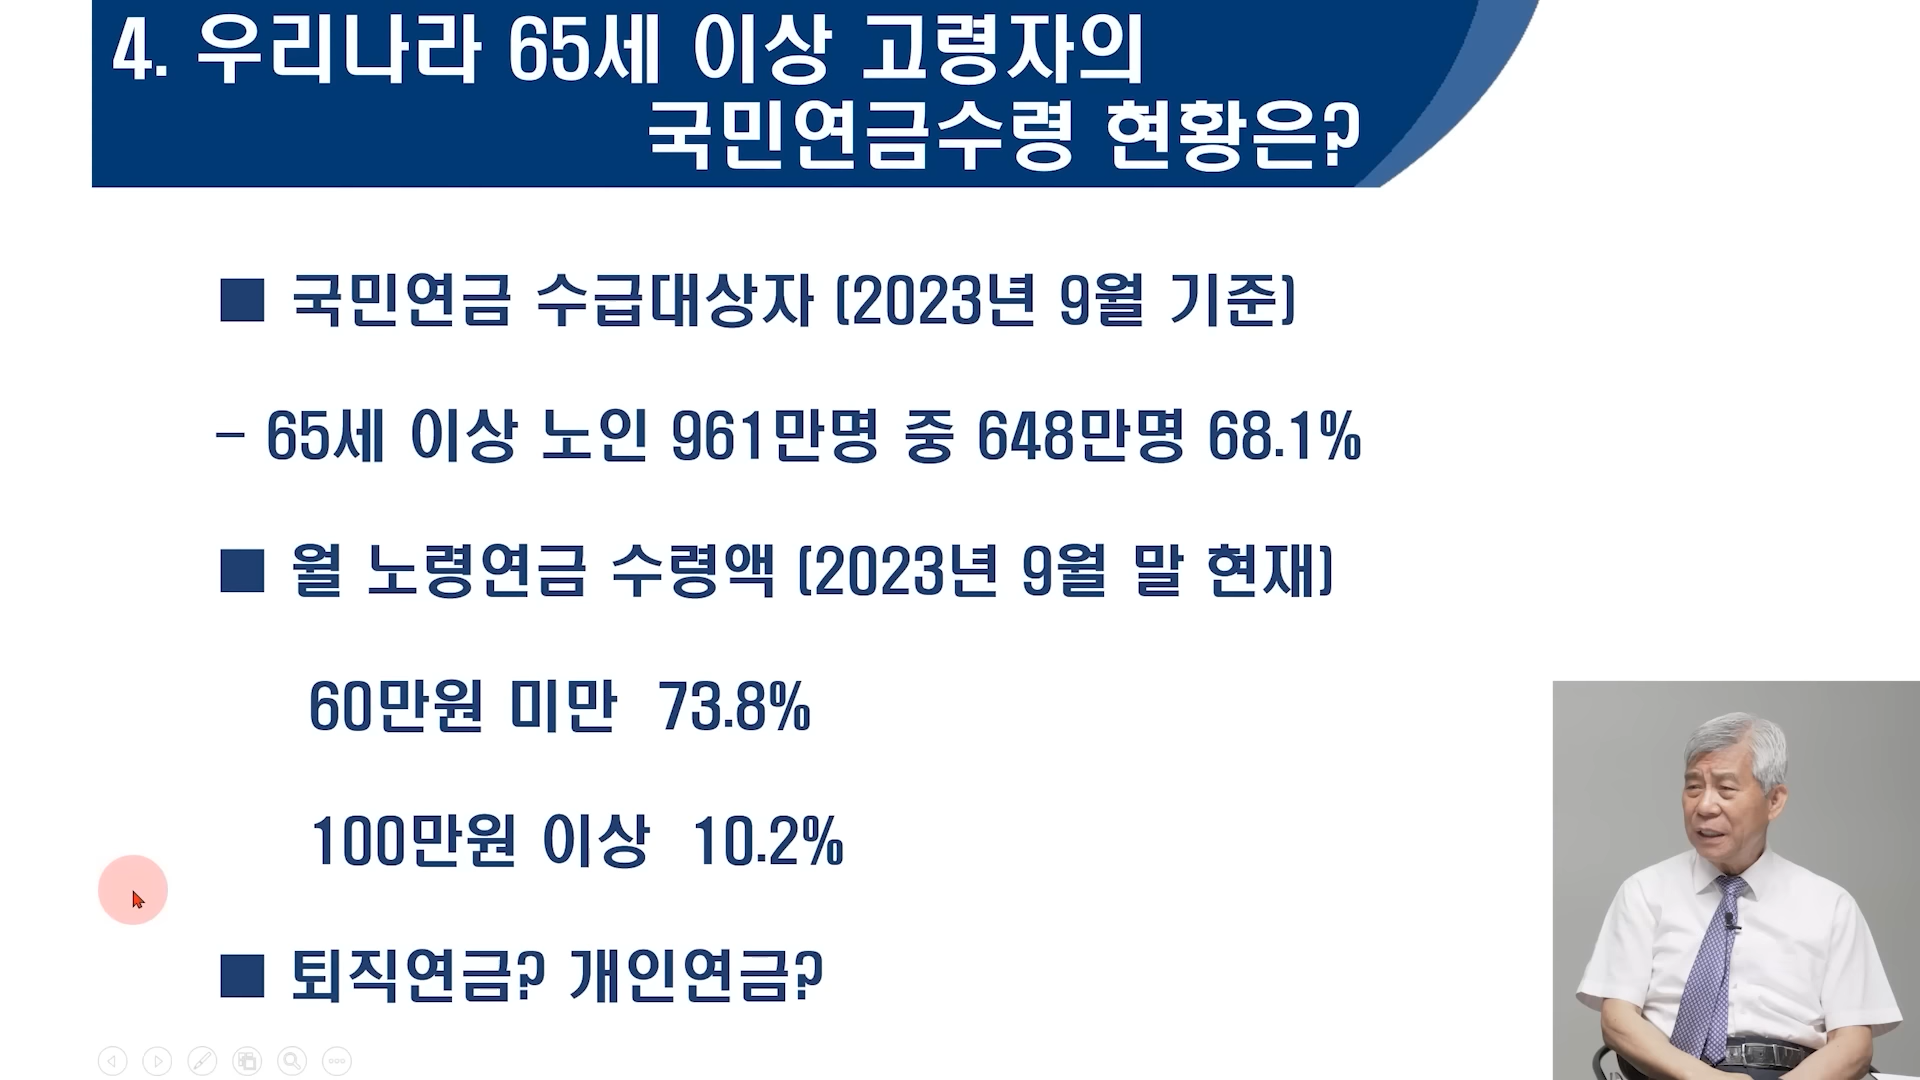 4. 우리나라 65세 이상 고령자의
국민연금수령 현황은?
■ 국민연금 수급대상자 (2023년 9월 기준)
- 65세 이상 노인 961만명 중 648만명 68.1%
■ 월 노령연금 수령액 (2023년 9월 말 현재)
60만원 미만 73.8%
100만원 이상 10.2%
■ 퇴직연금? 개인연금?